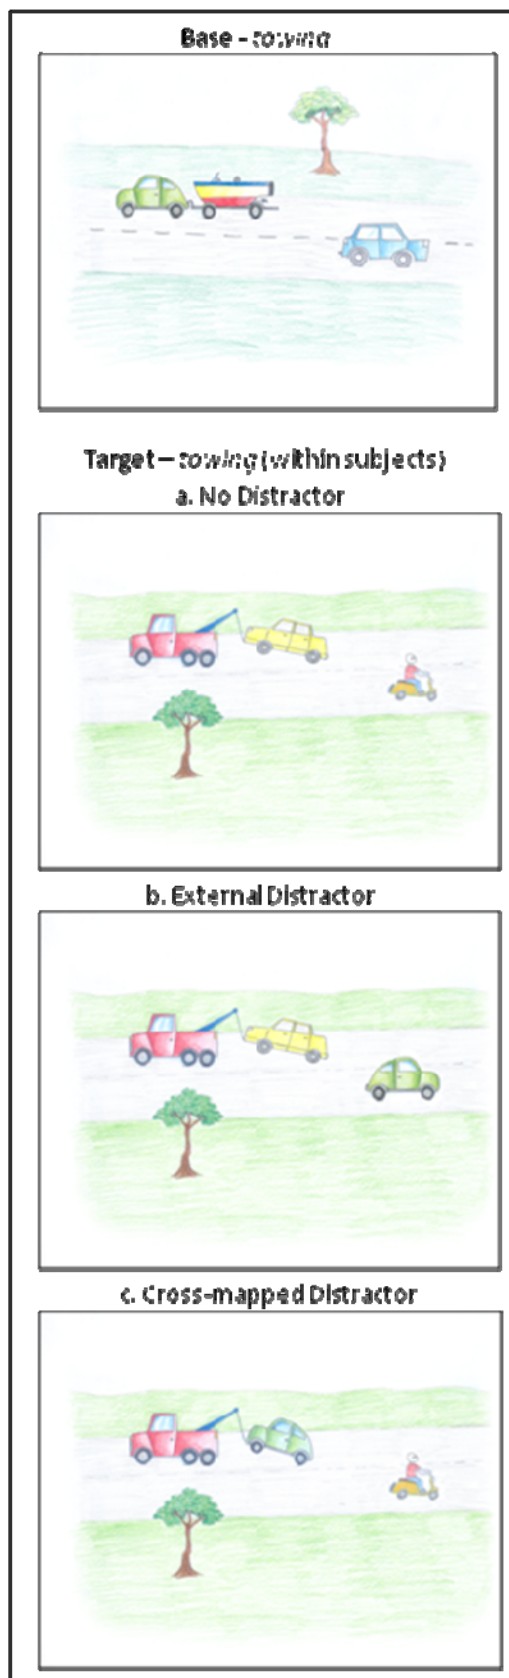 Base – towing
Target – towing (within subjects)
a. No Distractor
b. External Distractor
c. Cross-mapped Distractor